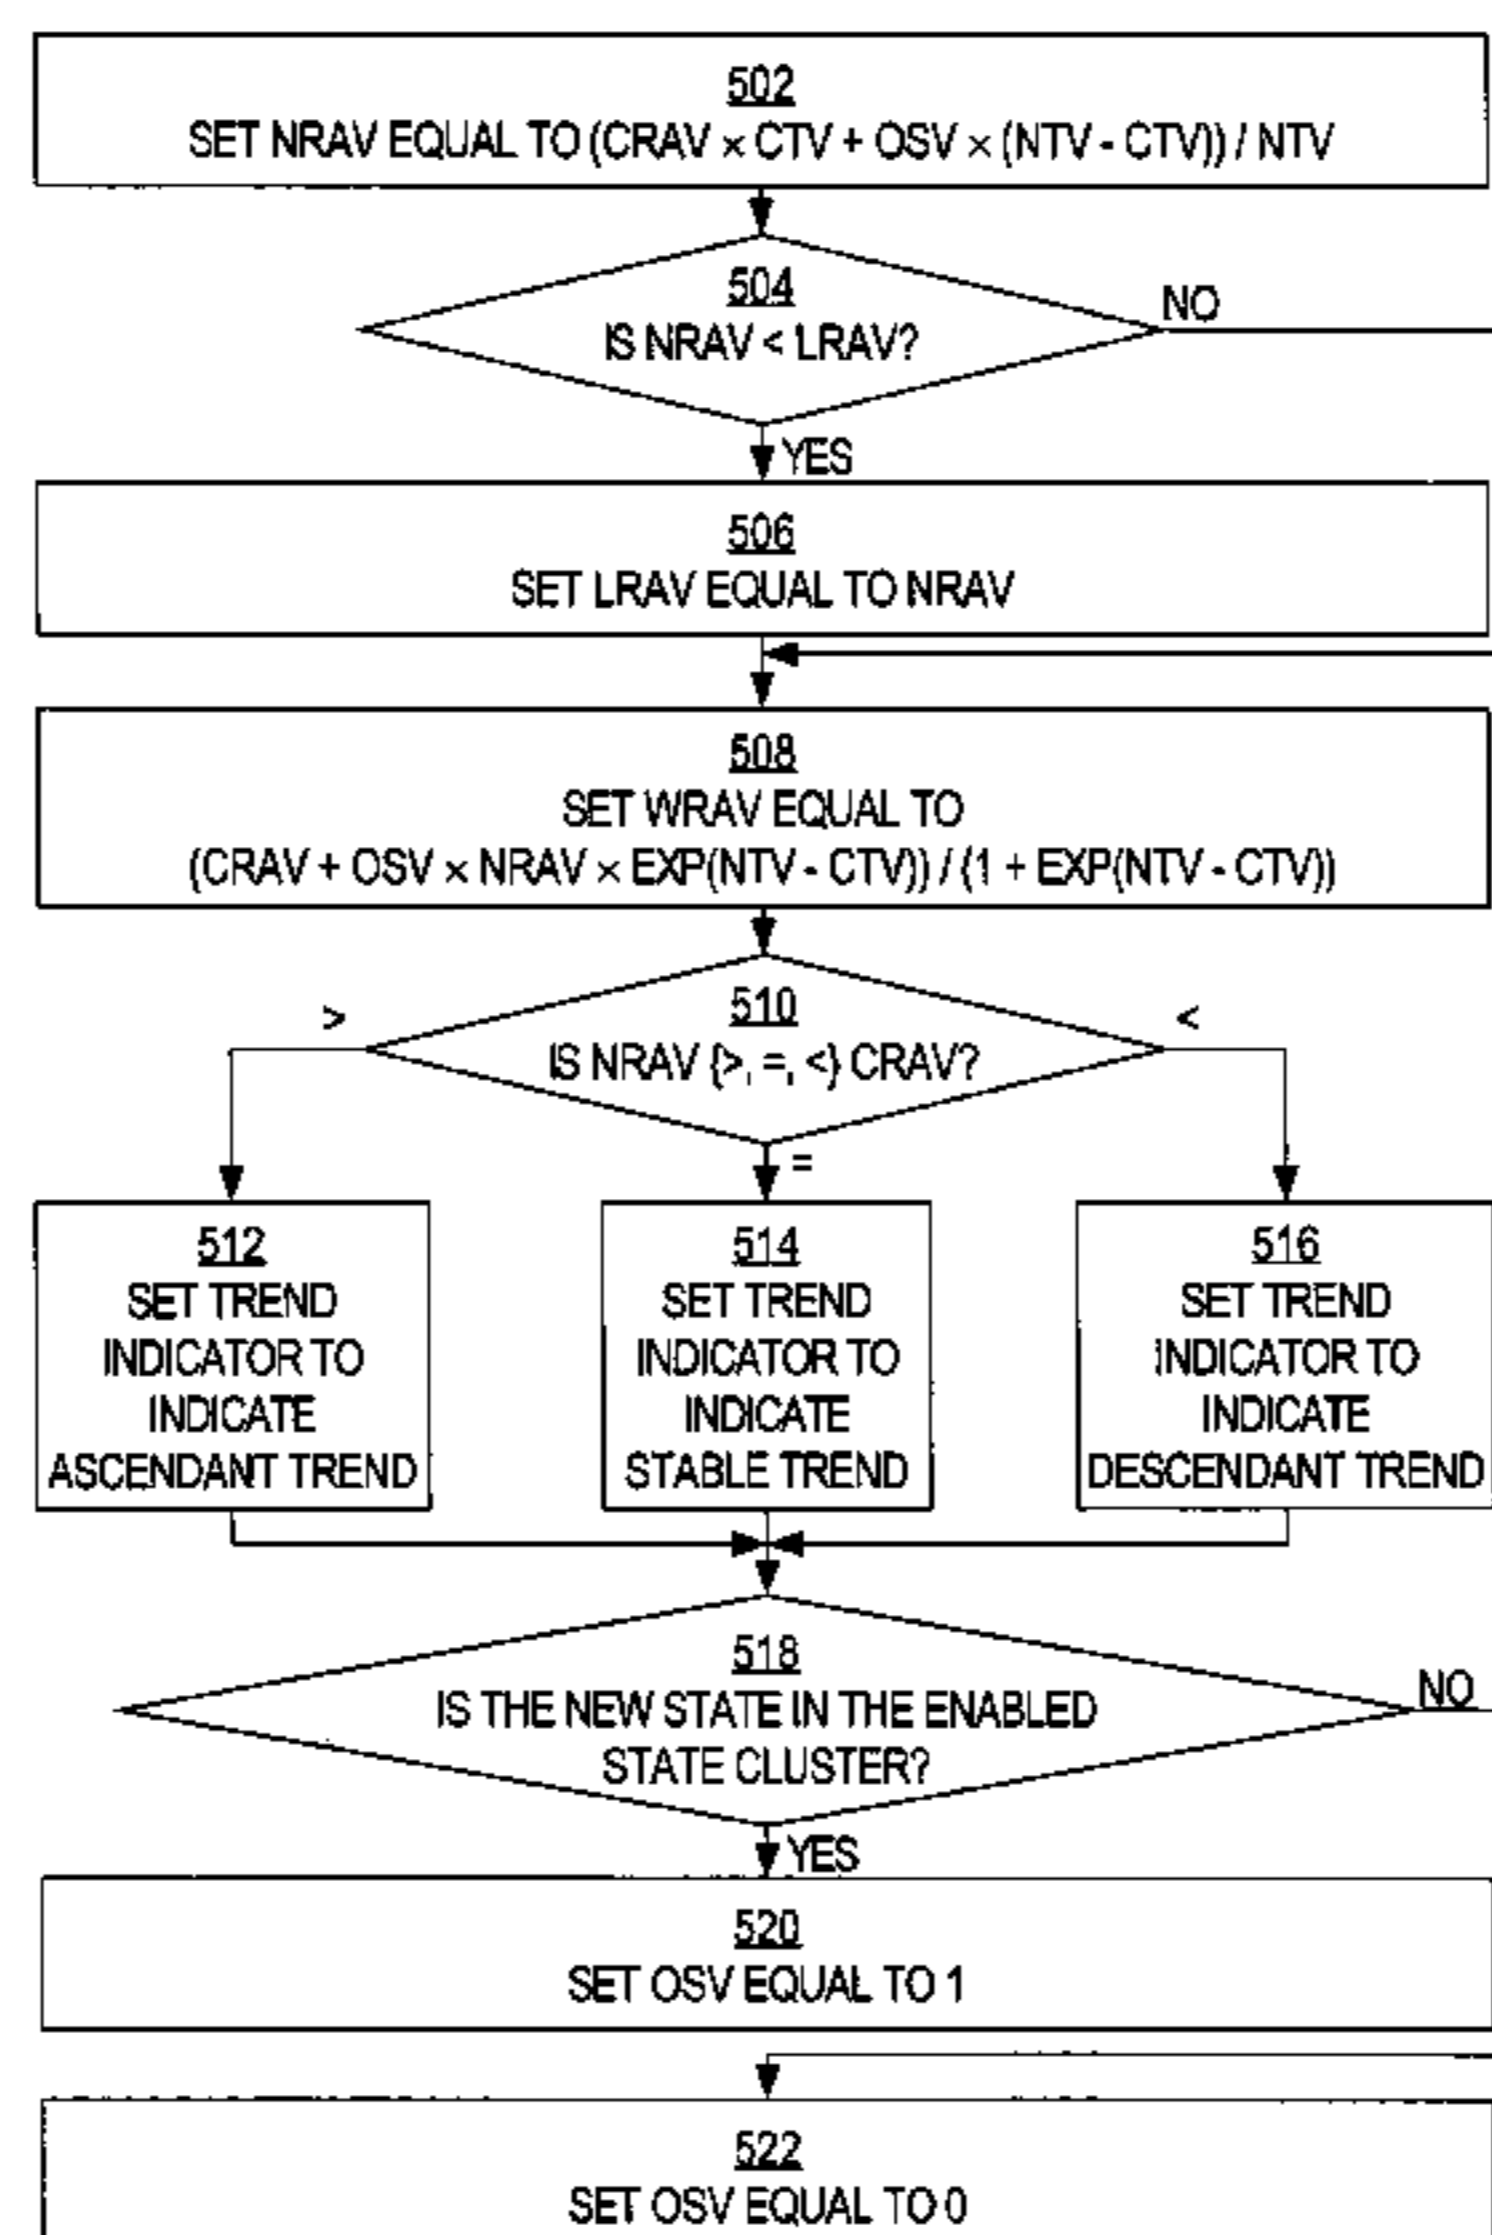 502
SET NRAV EQUAL TO (CRAV × CTV + OSV × (NTV - CTV)) / NTV
504
IS NRAV < LRAV?
NO
YES
506
SET LRAV EQUAL TO NRAV
508
SET WRAV EQUAL TO
(CRAV + OSV × NRAV × EXP(NTV - CTV)) / (1 + EXP(NTV - CTV))
510
IS NRAV {>, =, <} CRAV?
>
<
=
512
SET TREND
INDICATOR TO
INDICATE
ASCENDANT TREND
514
SET TREND
INDICATOR TO
INDICATE
STABLE TREND
516
SET TREND
INDICATOR TO
INDICATE
DESCENDANT TREND
518
IS THE NEW STATE IN THE ENABLED
STATE CLUSTER?
NO
YES
520
SET OSV EQUAL TO 1
522
SET OSV EQUAL TO 0